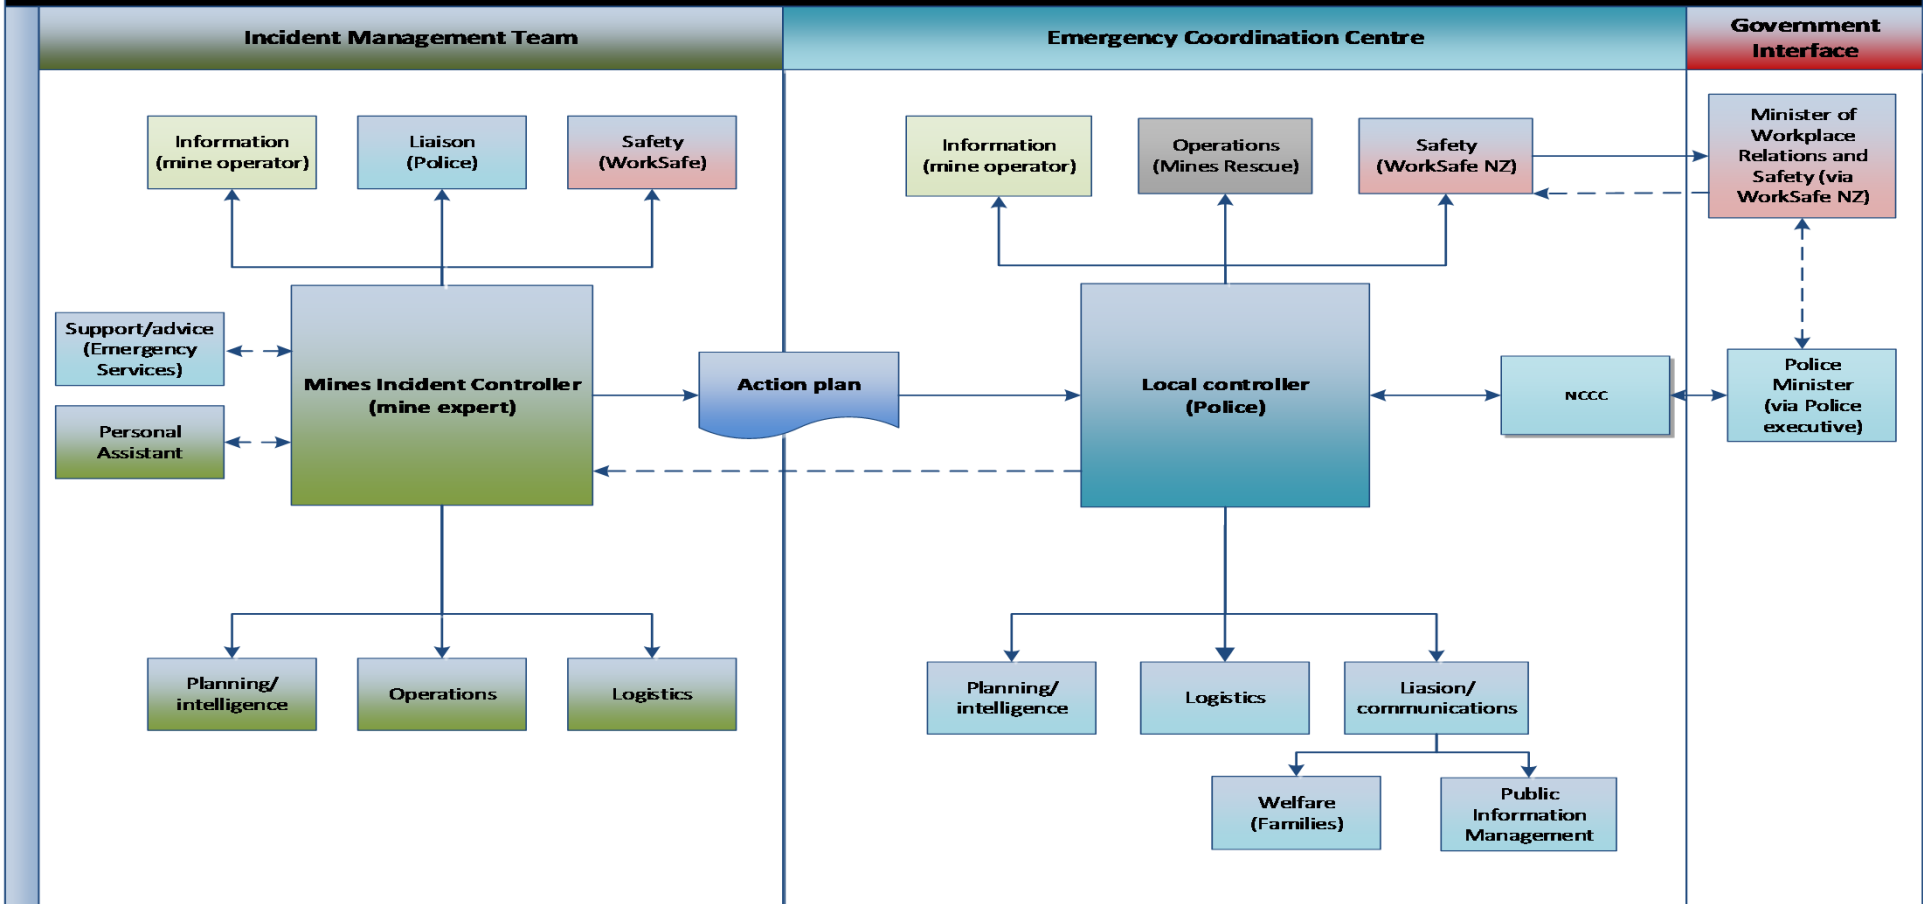 Incident Management Team
Emergency Coordination Centre
Government
Interface
Information
(mine operator)
Liaison
(Police)
Safety
(WorkSafe)
Information
(mine operator)
Operations
(Mines Rescue)
Safety
(WorkSafe NZ)
Minister of
Workplace
Relations and
Safety (via
WorkSafe NZ)
Support/advice
(Emergency
Services)
Personal
Assistant
Mines Incident Controller
(mine expert)
Action plan
Local controller
(Police)
NCCC
Police
Minister
(via Police
executive)
Planning/
intelligence
Operations
Logistics
Planning/
intelligence
Logistics
Liasion/
communications
Welfare
(Families)
Public
Information
Management